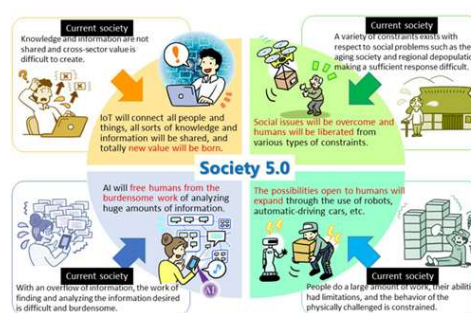 Current society
Knowledge and information are not
shared and cross-sector value is
difficult to create.
IoT will connect all people and
things, all sorts of knowledge and
information will be shared, and
totally new value will be born.
Current society
A variety of constraints exists with
respect to social problems such as the
aging society and regional depopulat
making a sufficient response difficult.
Social issues will be overcome and
humans will be liberated from
various types of constraints.
Society 5.0
AI will free humans from the
burdensome work of analyzing
huge amounts of information.
AI
Current society
With an overflow of information, the work of
finding and analyzing the information desired
is difficult and burdensome.
The possibilities open to humans will
expand through the use of robots,
automatic-driving cars, etc.
Current society
People do a large amount of work, their abiliti
had limitations, and the behavior of the
physically challenged is constrained.